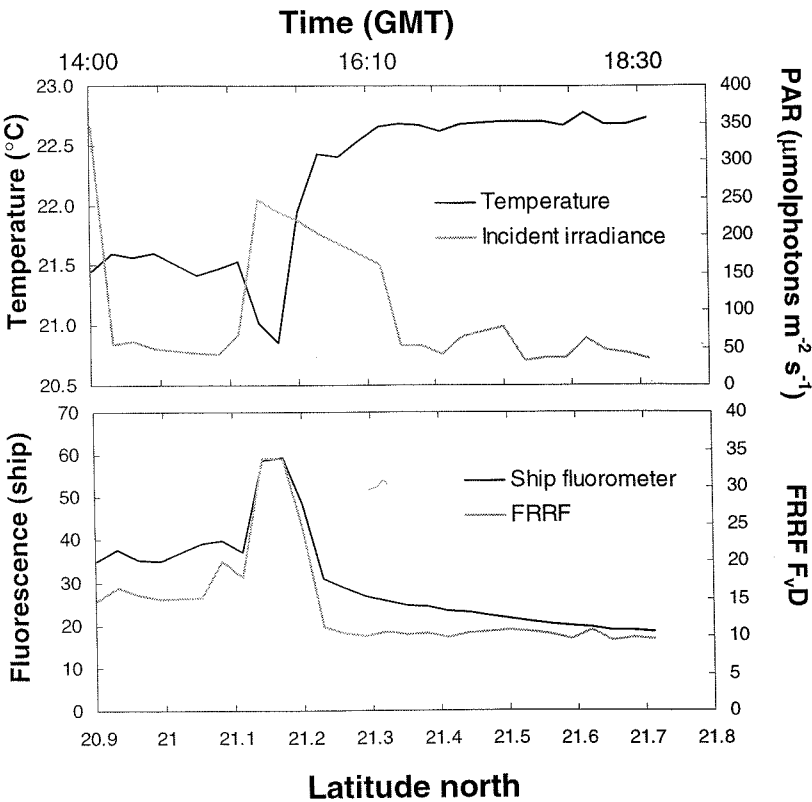 Time (GMT)
14:00 16:10 18:30
23.0
22.5
22.0
21.5
21.0
20.5
Temperature (°C)
400
350
300
250
200
150
100
50
0
PAR (μmolphotons m⁻² s⁻¹)
Temperature
Incident irradiance
70
60
50
40
30
20
10
0
Fluorescence (ship)
40
35
30
25
20
15
10
5
0
FRRF FᵥD
Ship fluorometer
FRRF
20.9 21 21.1 21.2 21.3 21.4 21.5 21.6 21.7 21.8
Latitude north